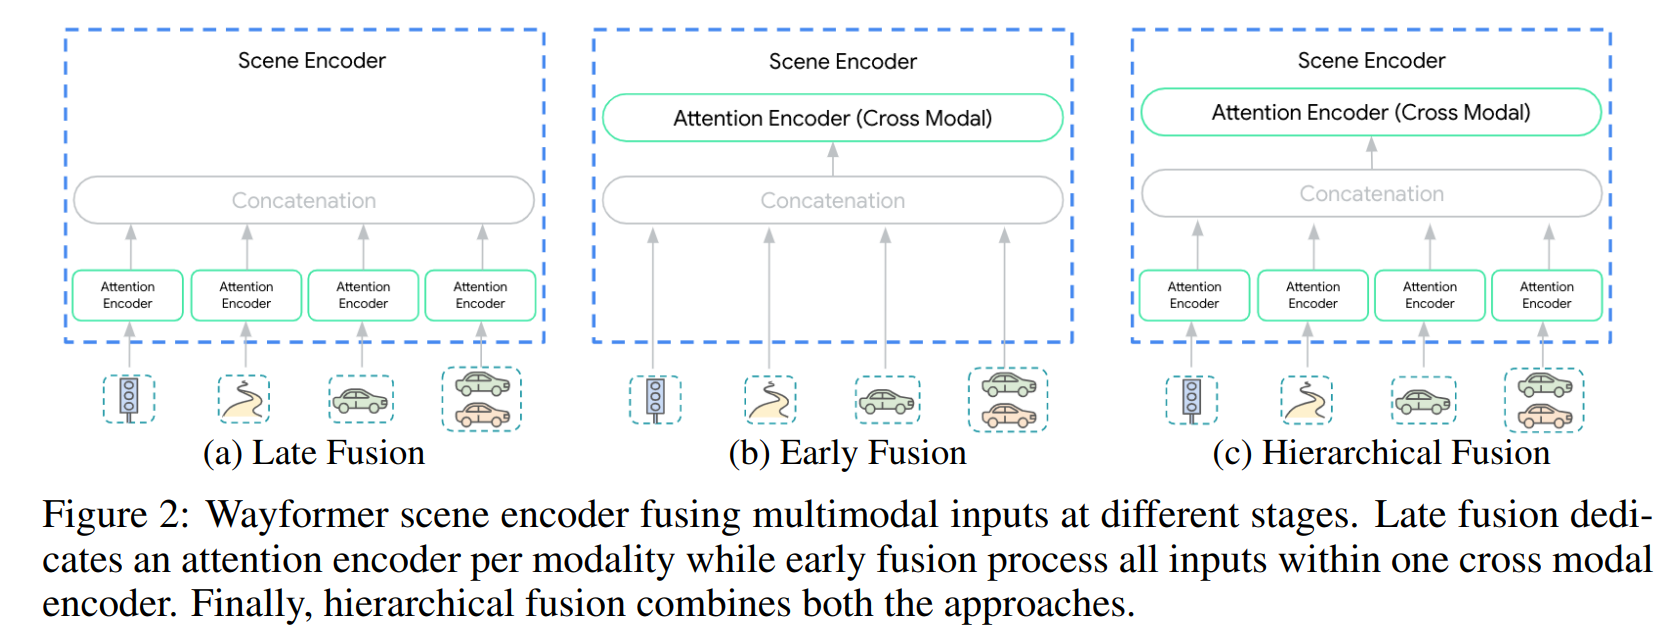 Scene Encoder
Concatenation
Attention Encoder
Attention Encoder
Attention Encoder
Attention Encoder
(a) Late Fusion
Scene Encoder
Attention Encoder (Cross Modal)
Concatenation
(b) Early Fusion
Scene Encoder
Attention Encoder (Cross Modal)
Concatenation
Attention Encoder
Attention Encoder
Attention Encoder
Attention Encoder
(c) Hierarchical Fusion
Figure 2: Wayformer scene encoder fusing multimodal inputs at different stages. Late fusion dedi-
cates an attention encoder per modality while early fusion process all inputs within one cross modal
encoder. Finally, hierarchical fusion combines both the approaches.